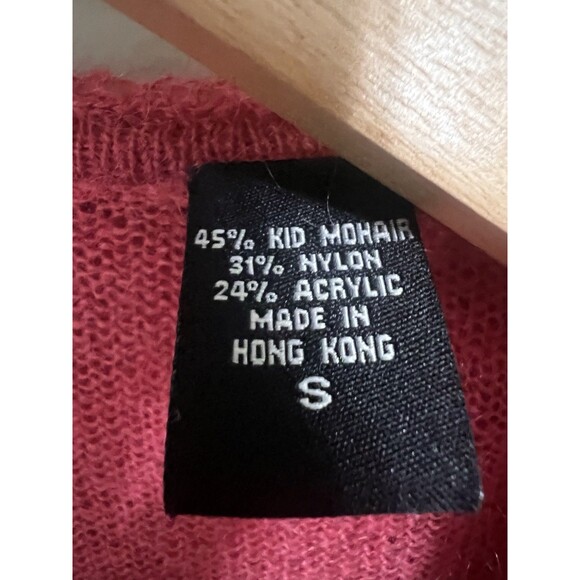 45% KID MOHAIR
31% NYLON
24% ACRYLIC
MADE IN
HONG KONG
S